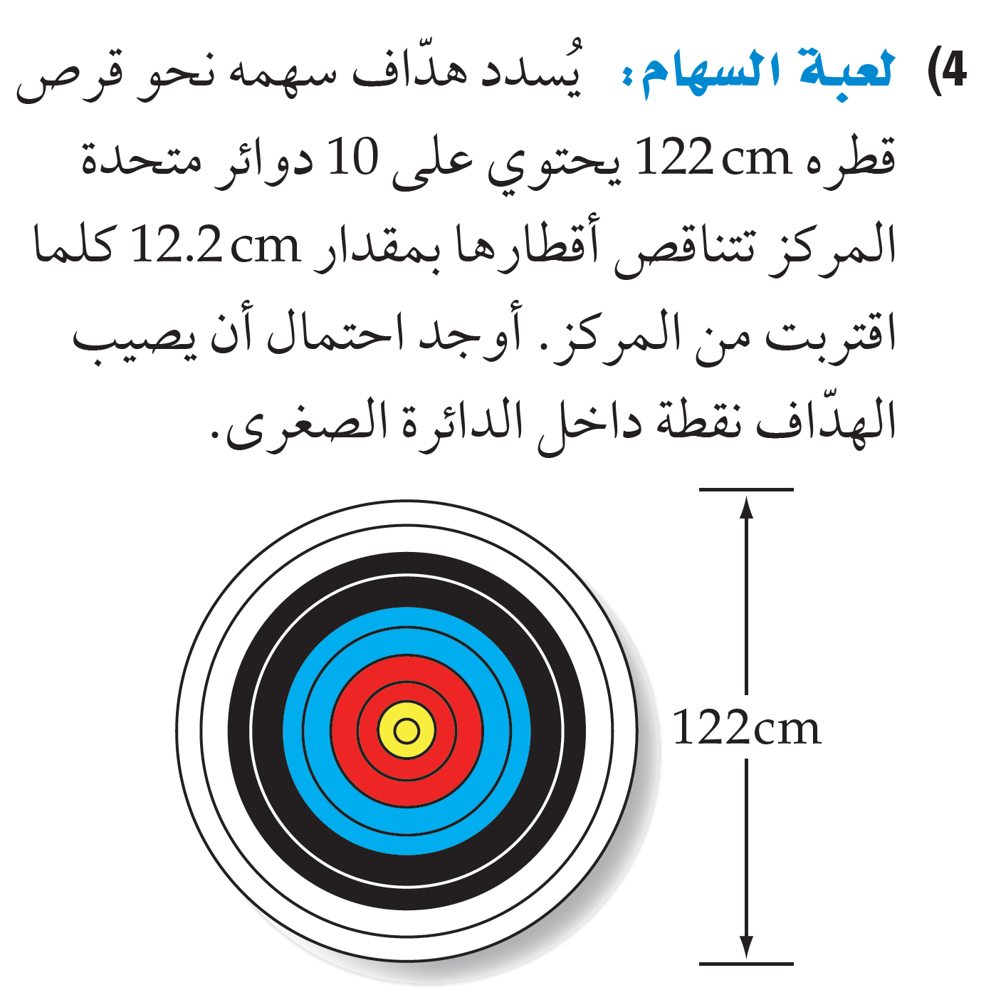 (4 لعبة السهام: يُسدد هدّاف سهمه نحو قرص
قطره 122 cm يحتوي على 10 دوائر متحدة
المركز تتناقص أقطارها بمقدار 12.2 cm كلما
اقتربت من المركز. أوجد احتمال أن يصيب
الهدّاف نقطة داخل الدائرة الصغرى.
122cm